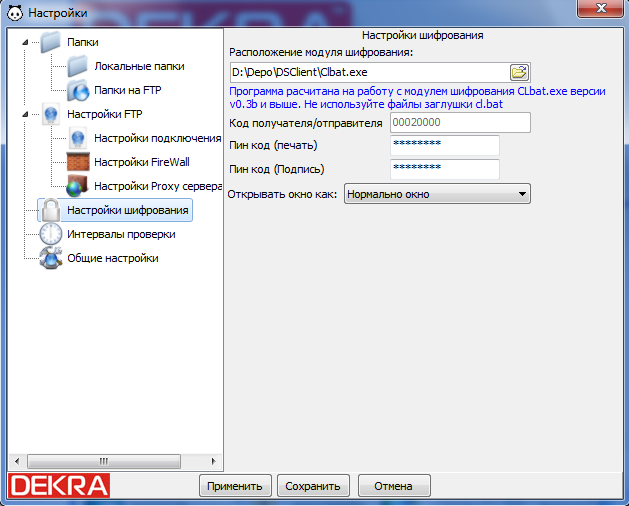 Настройки
DEKRA
Папки
Локальные папки
Папки на FTP
Настройки FTP
Настройки подключения
Настройки FireWall
Настройки Proxy сервера
Настройки шифрования
Интервалы проверки
Общие настройки
Настройки шифрования
Расположение модуля шифрования:
D:\Depo\DSClient\Clbat.exe
Программа расчитана на работу с модулем шифрования CLbat.exe версии
v0.3b и выше. Не используйте файлы заглушки cl.bat
Код получателя/отправителя 00020000
Пин код (печать) ********
Пин код (Подпись) ********
Открывать окно как: Нормально окно
DEKRA
Применить Сохранить Отмена